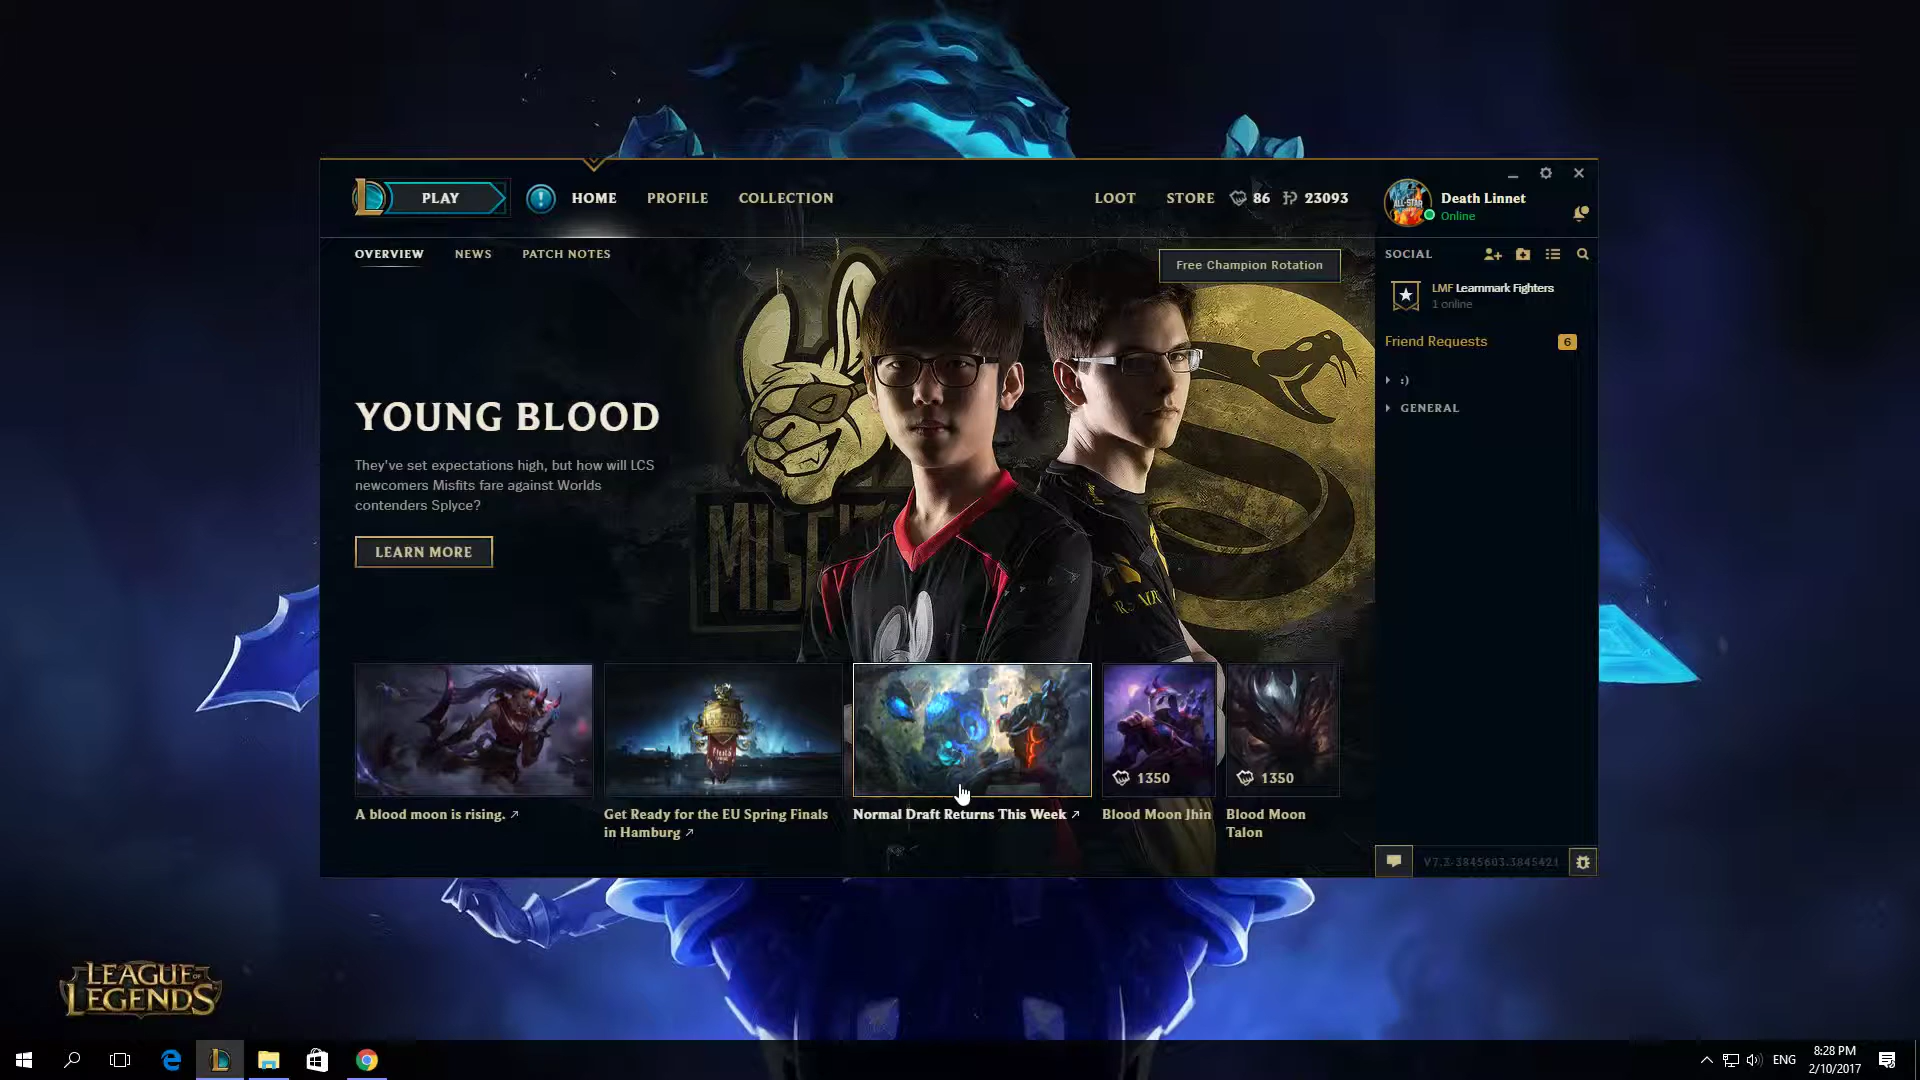 PLAY
HOME
PROFILE
COLLECTION
LOOT
STORE
86
23093
Death Linnet
Online
OVERVIEW
NEWS
PATCH NOTES
Free Champion Rotation
SOCIAL
LMF Learnmark Fighters
1 online
Friend Requests
6
:)
GENERAL
YOUNG BLOOD
They've set expectations high, but how will LCS
newcomers Misfits fare against Worlds
contenders Splyce?
LEARN MORE
1350
1350
A blood moon is rising.
Get Ready for the EU Spring Finals
in Hamburg
Normal Draft Returns This Week
Blood Moon Jhin
Blood Moon
Talon
LEAGUE OF
LEGENDS
ENG
8:28 PM
2/10/2017